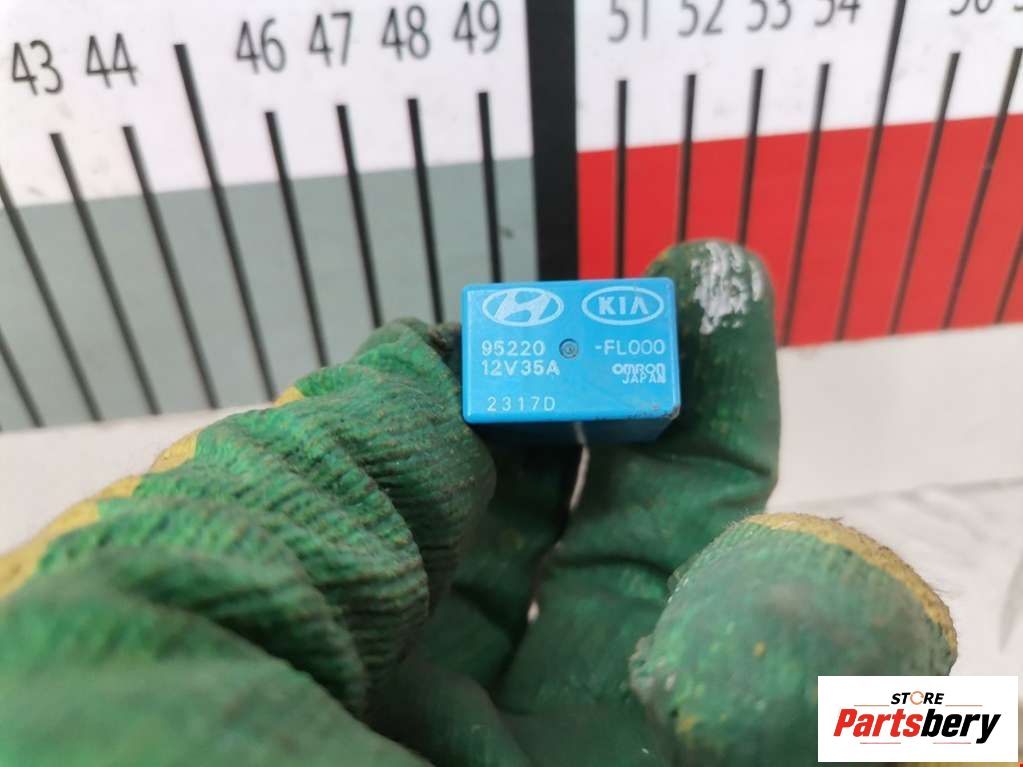 43 44 46 47 48 49 51 52 53 54
KIA
95220 -FL000
12V35A omron
JAPAN
2317D
STORE
Partsbery